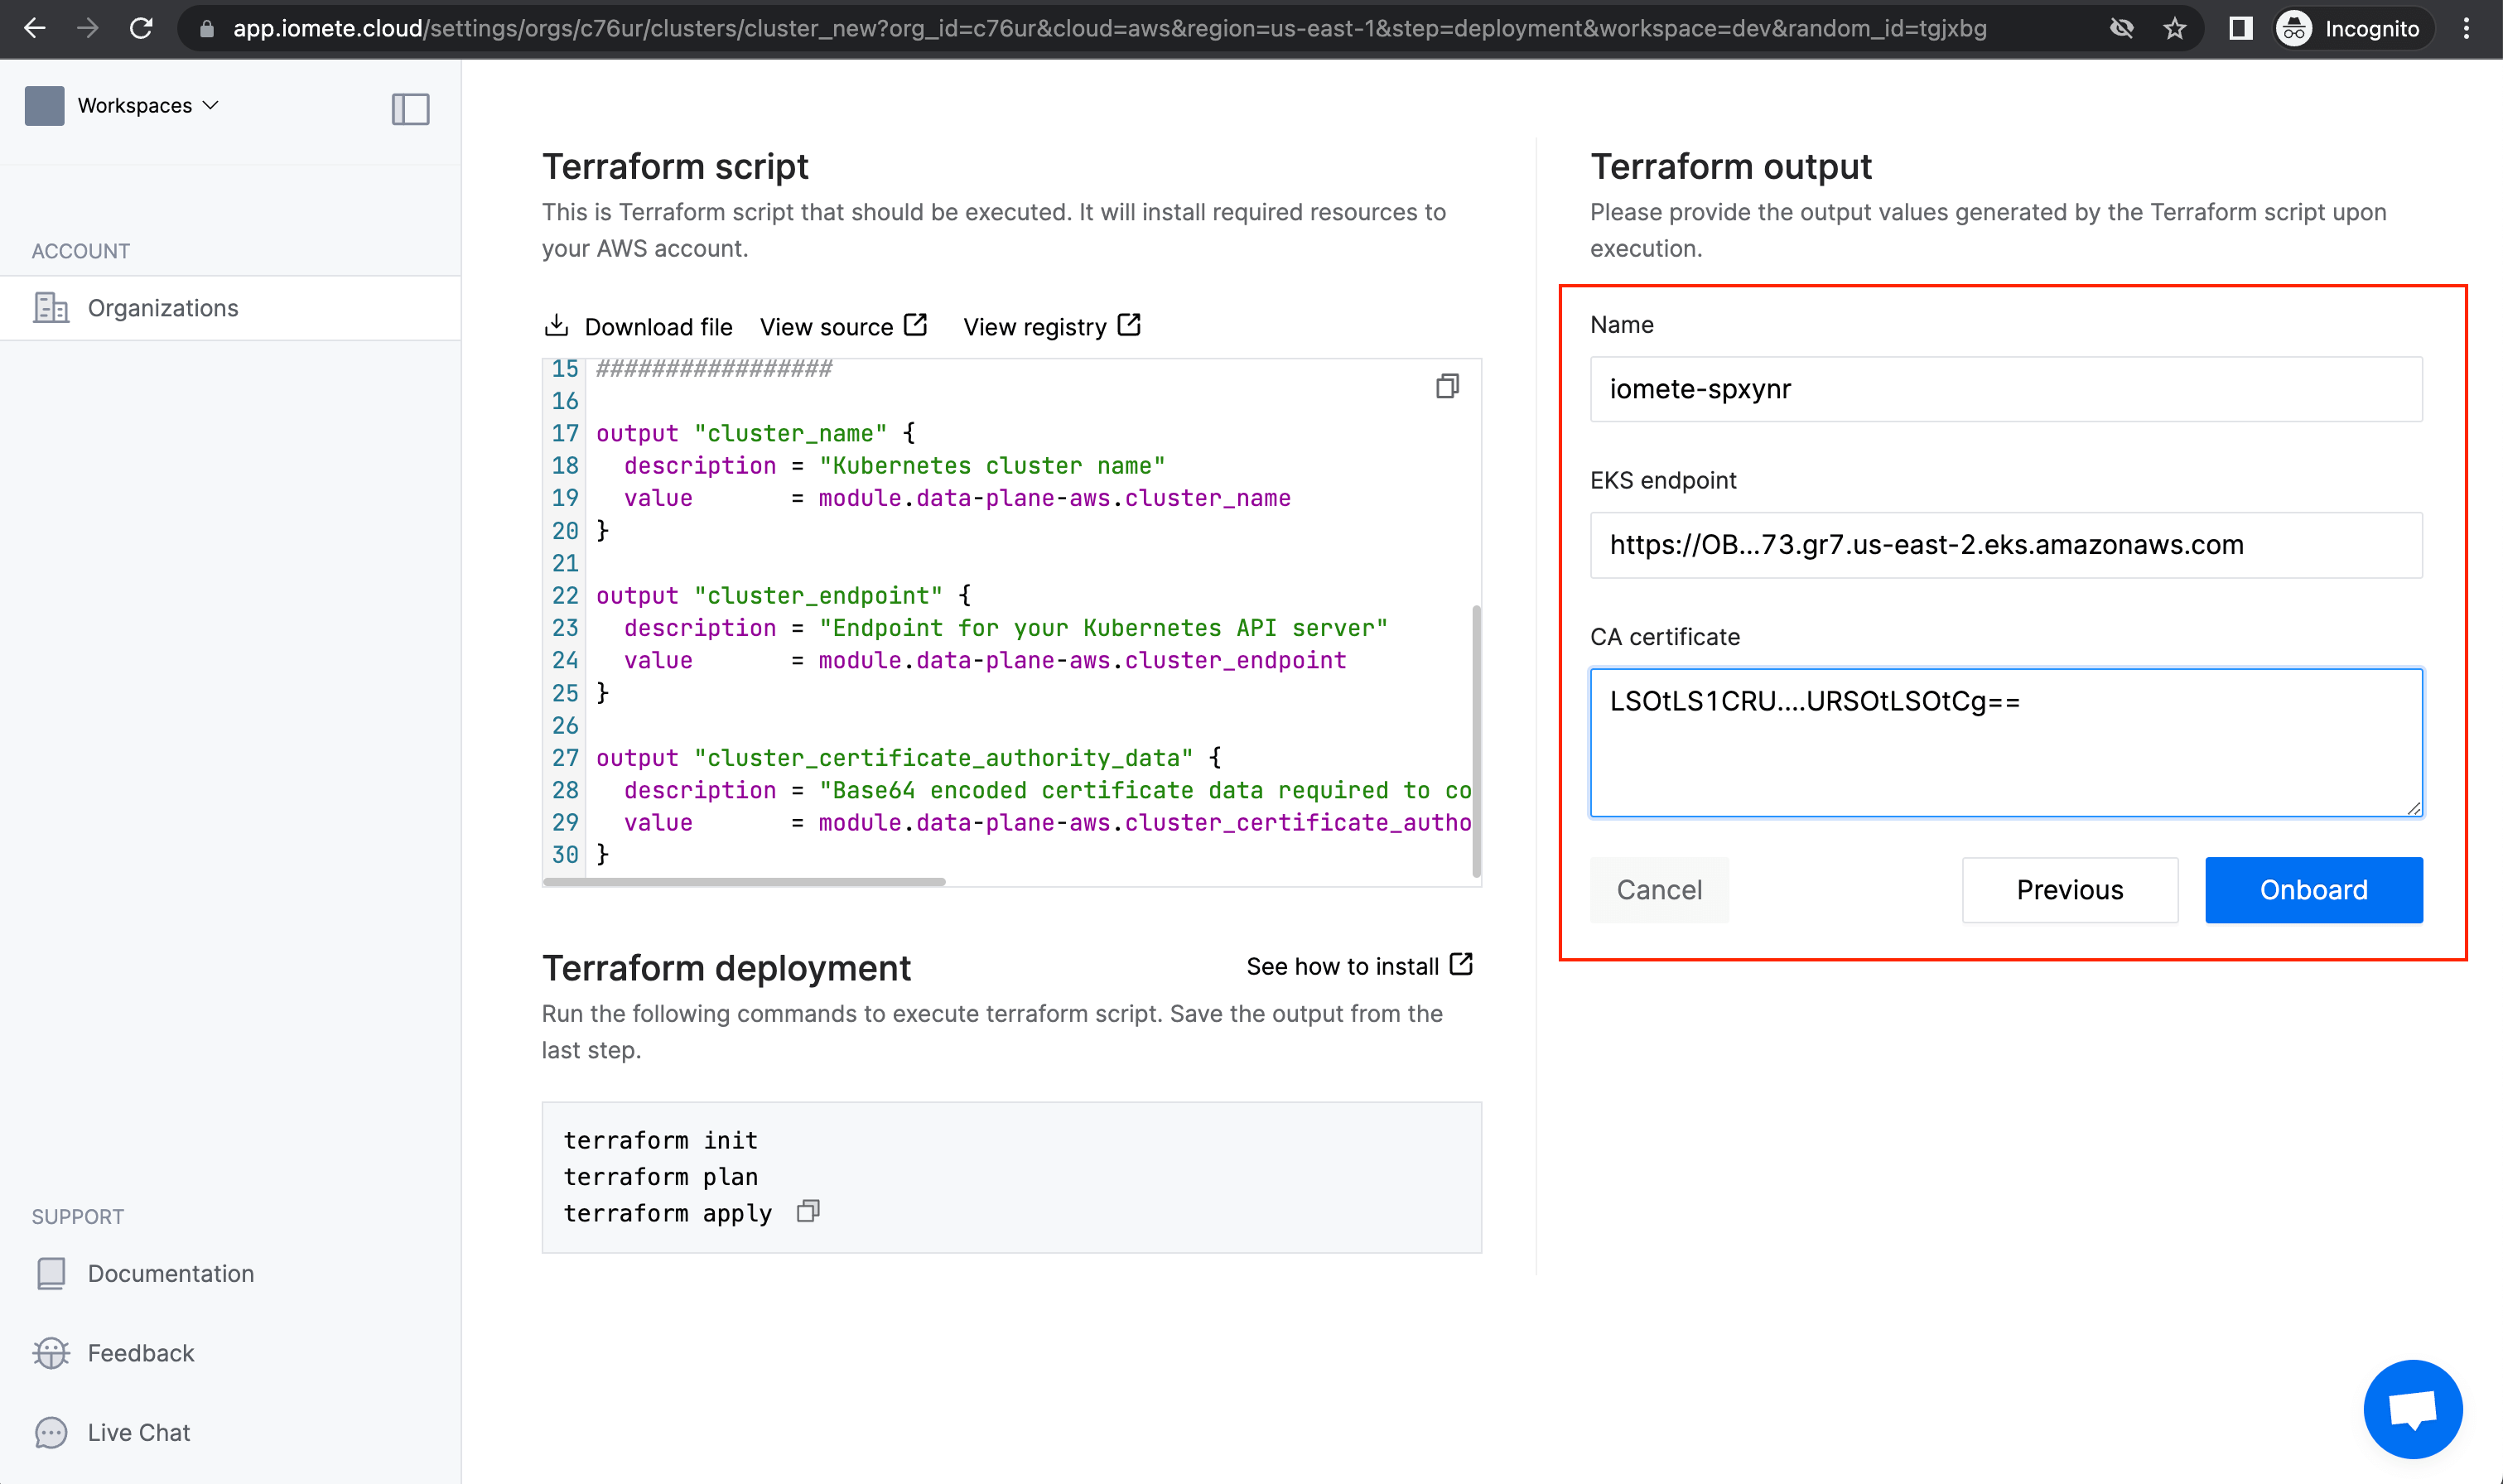 app.iomete.cloud/settings/orgs/c76ur/clusters/cluster_new?org_id=c76ur&cloud=aws&region=us-east-1&step=deployment&workspace=dev&random_id=tgjxbg
Incognito
Workspaces
ACCOUNT
Organizations
SUPPORT
Documentation
Feedback
Live Chat
Terraform script
This is Terraform script that should be executed. It will install required resources to
your AWS account.
Download file View source View registry
15 #################
16
17 output "cluster_name" {
18 description = "Kubernetes cluster name"
19 value = module.data-plane-aws.cluster_name
20 }
21
22 output "cluster_endpoint" {
23 description = "Endpoint for your Kubernetes API server"
24 value = module.data-plane-aws.cluster_endpoint
25 }
26
27 output "cluster_certificate_authority_data" {
28 description = "Base64 encoded certificate data required to co
29 value = module.data-plane-aws.cluster_certificate_autho
30 }
Terraform deployment
See how to install
Run the following commands to execute terraform script. Save the output from the
last step.
terraform init
terraform plan
terraform apply
Terraform output
Please provide the output values generated by the Terraform script upon
execution.
Name
iomete-spxynr
EKS endpoint
https://OB...73.gr7.us-east-2.eks.amazonaws.com
CA certificate
LSOtLS1CRU....URSOtLSOtCg==
Cancel
Previous
Onboard